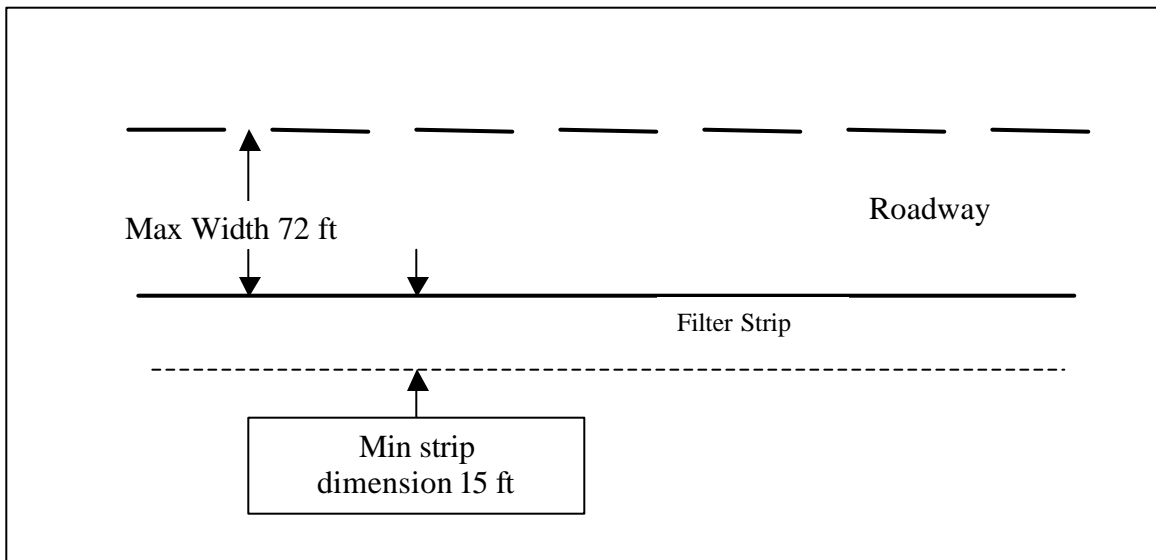 Roadway
Max Width 72 ft
Filter Strip
Min strip
dimension 15 ft